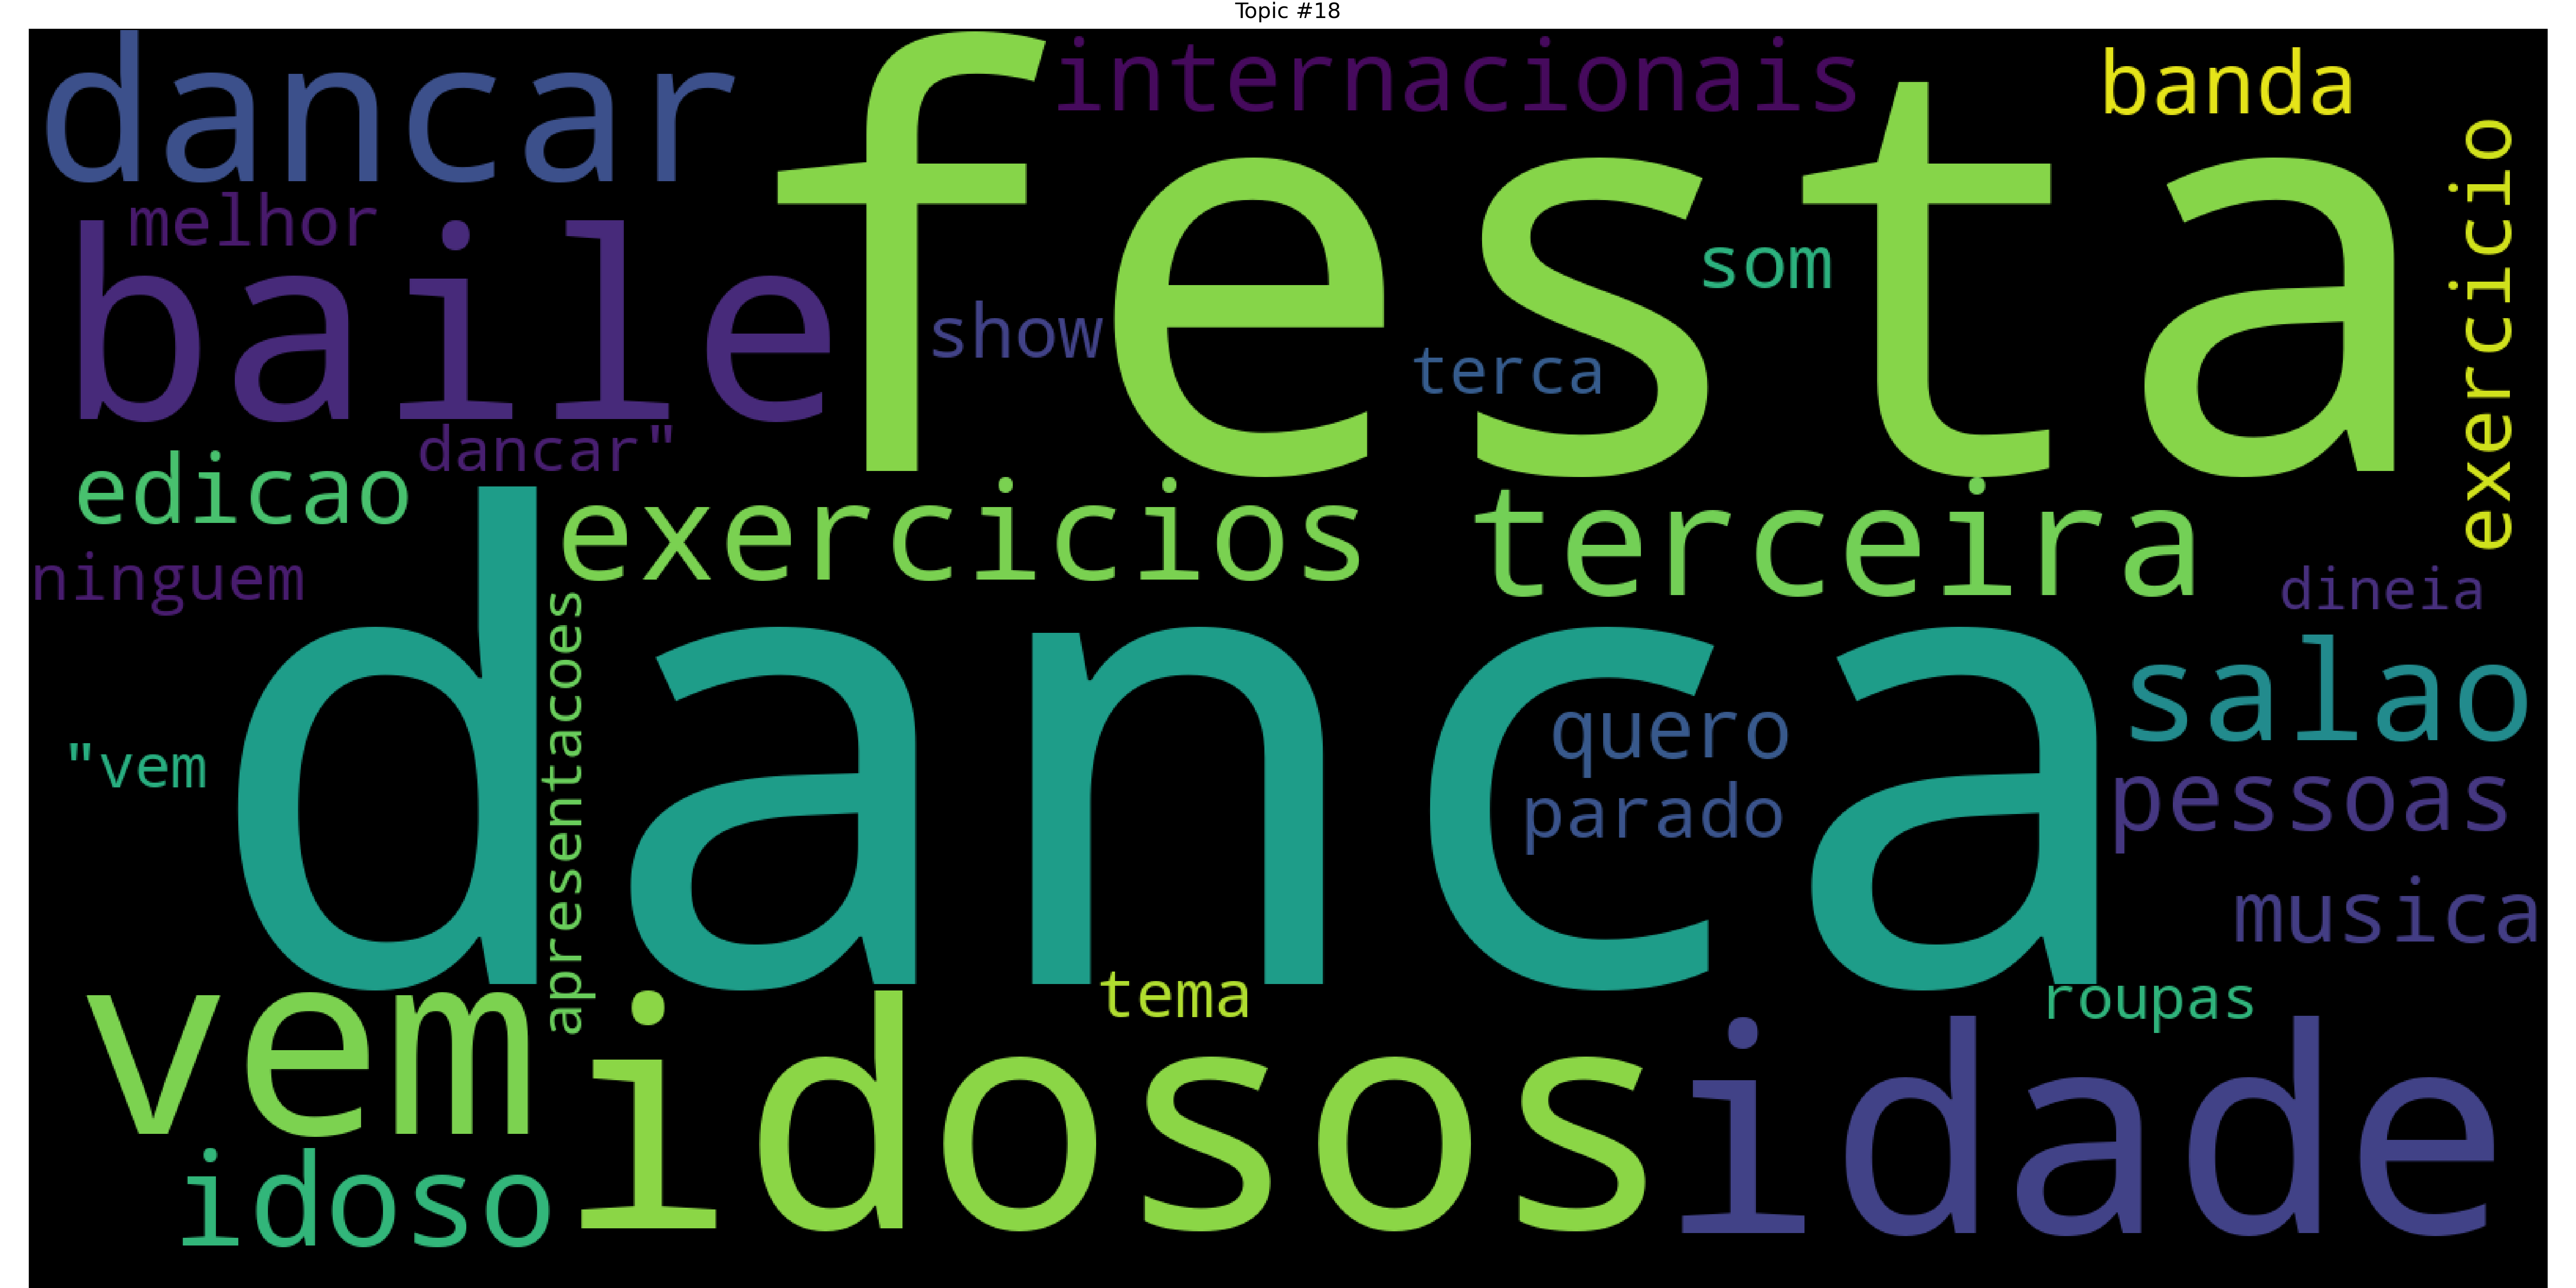 Topic #18
dancar
festa
internacionais
banda
exercicio
melhor
baile
show
som
terca
dancar"
edicao
exercicios
terceira
ninguem
dineia
danca
apresentacoes
salao
quero
"vem
parado
pessoas
musica
vem
tema
roupas
idosos
idade
idoso